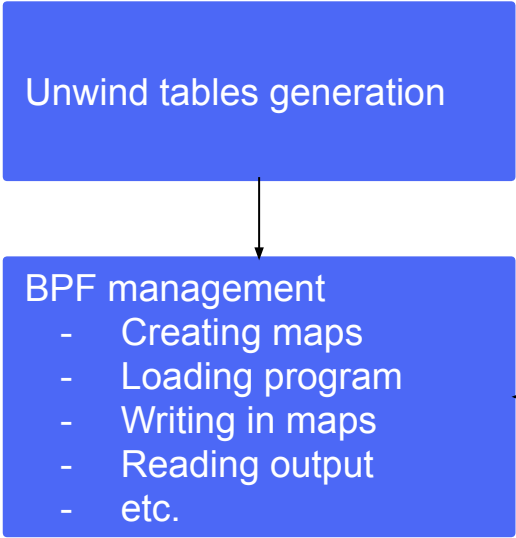 Unwind tables generation
BPF management
- Creating maps
- Loading program
- Writing in maps
- Reading output
- etc.